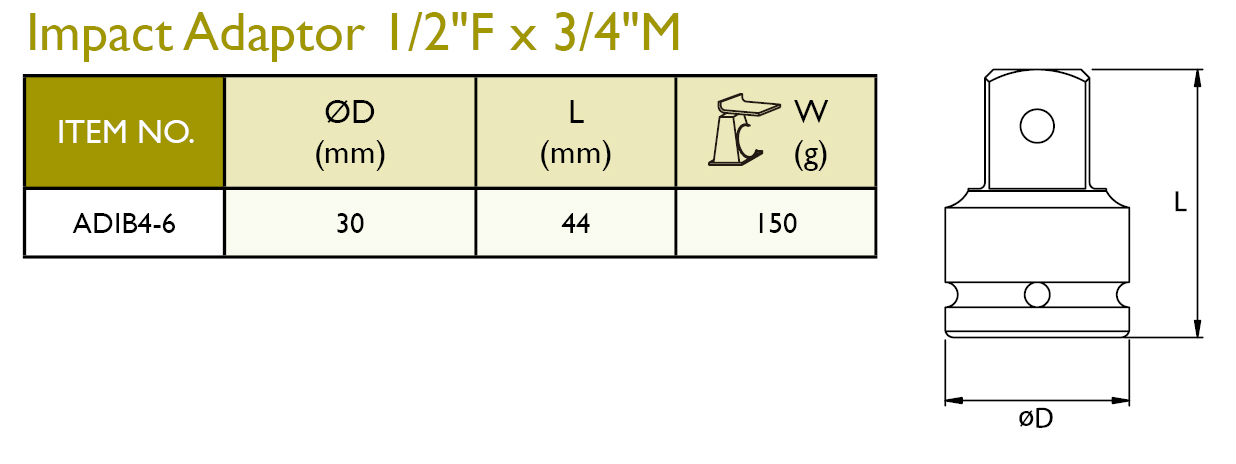 Impact Adaptor 1/2"F x 3/4"M
ITEM NO.
ØD
(mm)
L
(mm)
W
(g)
ADIB4-6
30
44
150
L
øD